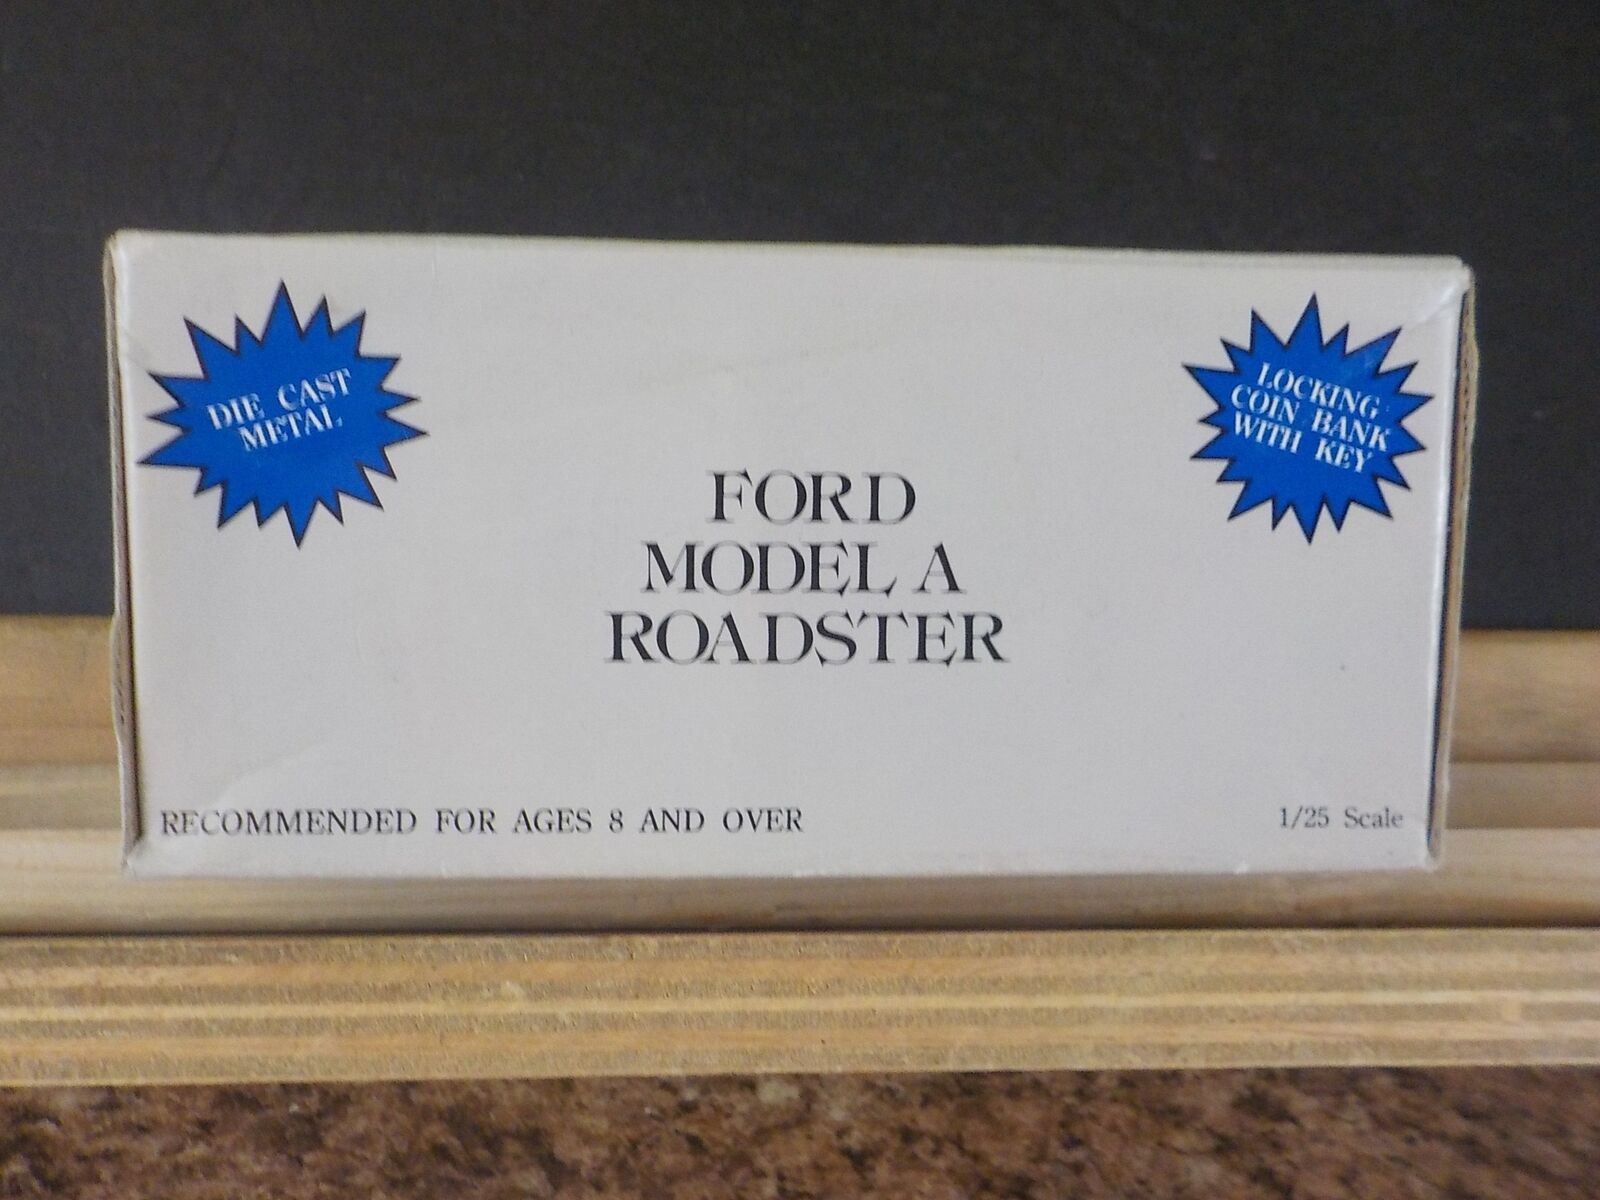 DIE CAST
METAL
LOCKING
COIN BANK
WITH KEY
FORD
MODEL A
ROADSTER
RECOMMENDED FOR AGES 8 AND OVER
1/25 Scale